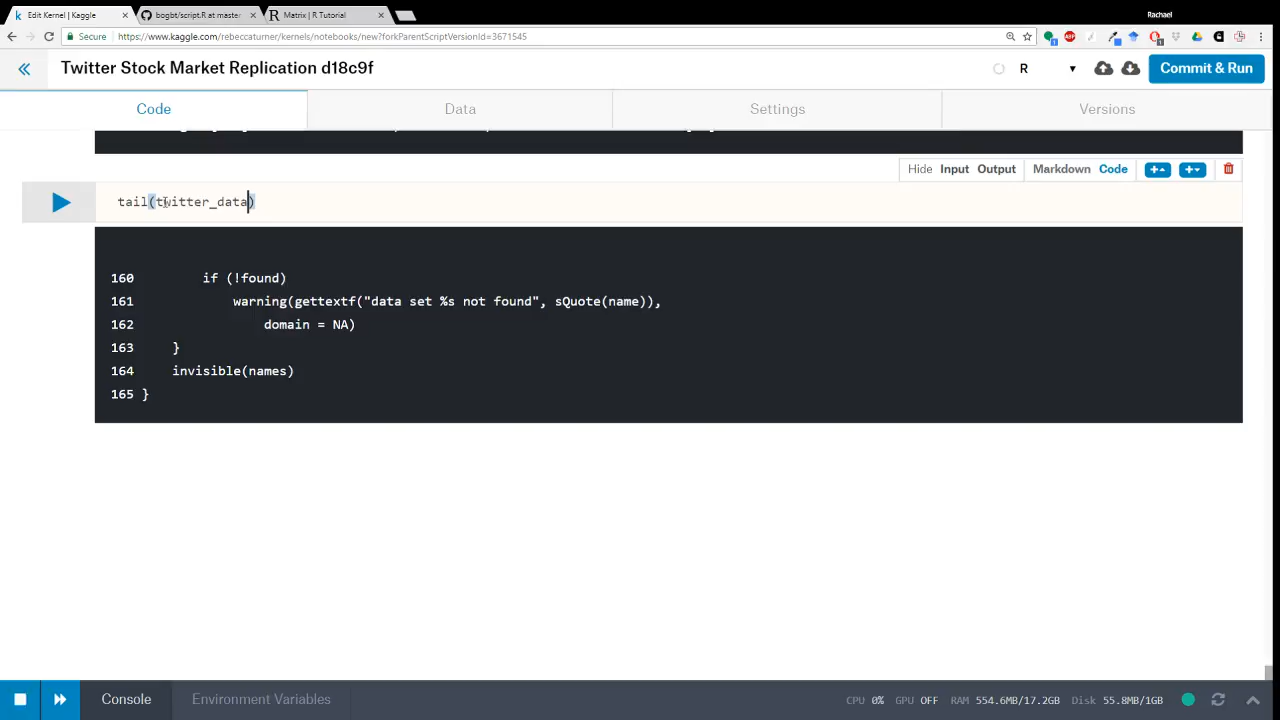 Edit Kernel | Kaggle
bogbt/script.R at master
Matrix | R Tutorial
Rachael
Secure
https://www.kaggle.com/rebeccaturner/kernels/notebooks/new?forkParentScriptVersionId=3671545
Twitter Stock Market Replication d18c9f
R
Commit & Run
Code
Data
Settings
Versions
Hide Input Output
Markdown Code
tail(twitter_data)
160 if (!found)
161 warning(gettextf("data set %s not found", sQuote(name)),
162 domain = NA)
163 }
164 invisible(names)
165 }
Console
Environment Variables
CPU 0% GPU OFF RAM 554.6MB/17.2GB Disk 55.8MB/1GB